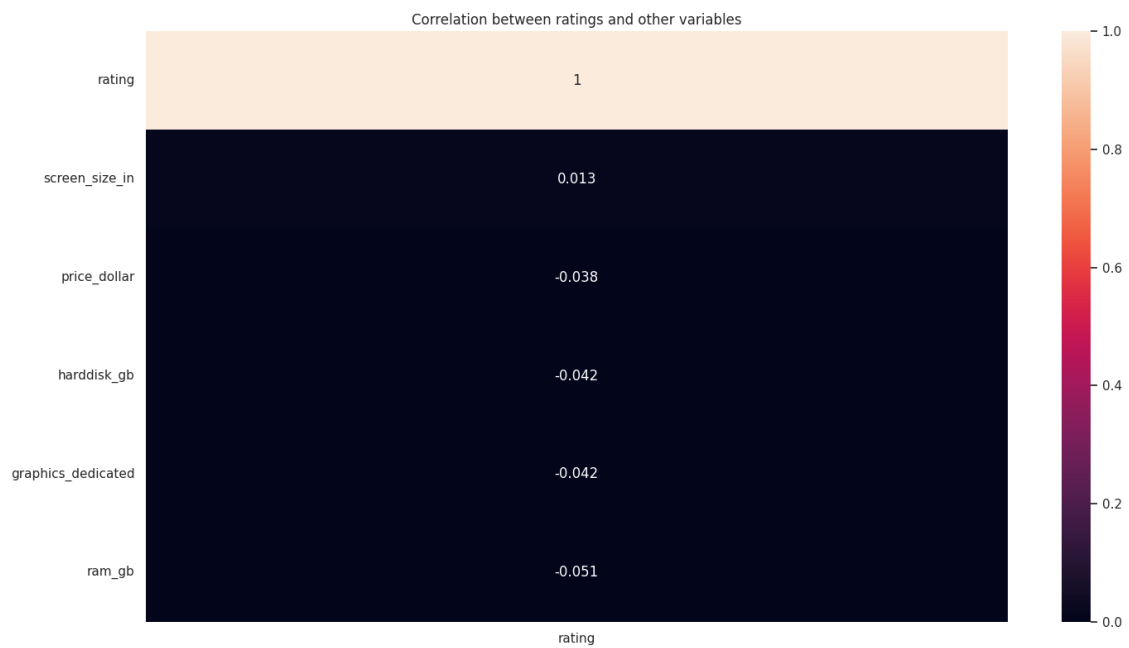 Correlation between ratings and other variables
rating
1
screen_size_in
0.013
price_dollar
-0.038
harddisk_gb
-0.042
graphics_dedicated
-0.042
ram_gb
-0.051
rating
1.0
0.8
0.6
0.4
0.2
0.0